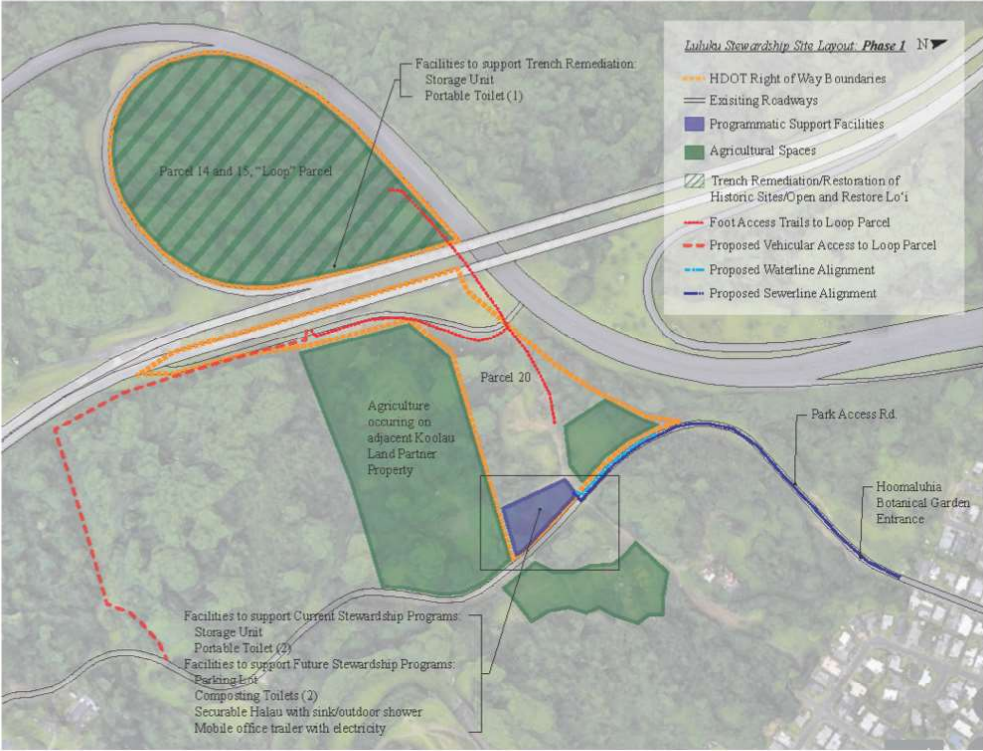 Luluku Stewardship Site Layout: Phase 1 N
HDOT Right of Way Boundaries
Exisiting Roadways
Programmatic Support Facilities
Agricultural Spaces
Trench Remediation/Restoration of
Historic Sites/Open and Restore Lo'i
Foot Access Trails to Loop Parcel
Proposed Vehicular Access to Loop Parcel
Proposed Waterline Alignment
Proposed Sewerline Alignment
Facilities to support Trench Remediation:
Storage Unit
Portable Toilet (1)
Parcel 14 and 15, "Loop" Parcel
Parcel 20
Agriculture
occuring on
adjacent Koolau
Land Partner
Property
Park Access Rd.
Hoomaluhia
Botanical Garden
Entrance
Facilities to support Current Stewardship Programs:
Storage Unit
Portable Toilet (2)
Facilities to support Future Stewardship Programs:
Parking Lot
Composting Toilets (2)
Securable Halau with sink/outdoor shower
Mobile office trailer with electricity